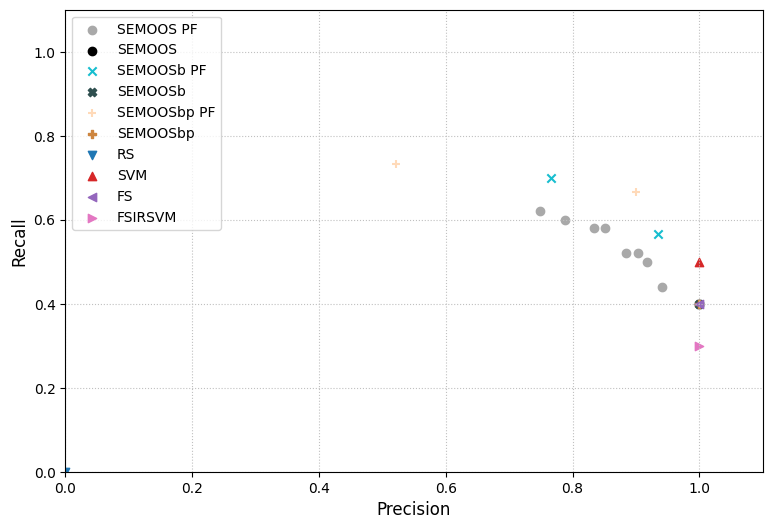 SEMOOS PF
SEMOOS
SEMOOSb PF
SEMOOSb
SEMOOSbp PF
SEMOOSbp
RS
SVM
FS
FSIRSVM
1.0
0.8
0.6
0.4
0.2
0.0
Recall
0.0 0.2 0.4 0.6 0.8 1.0
Precision